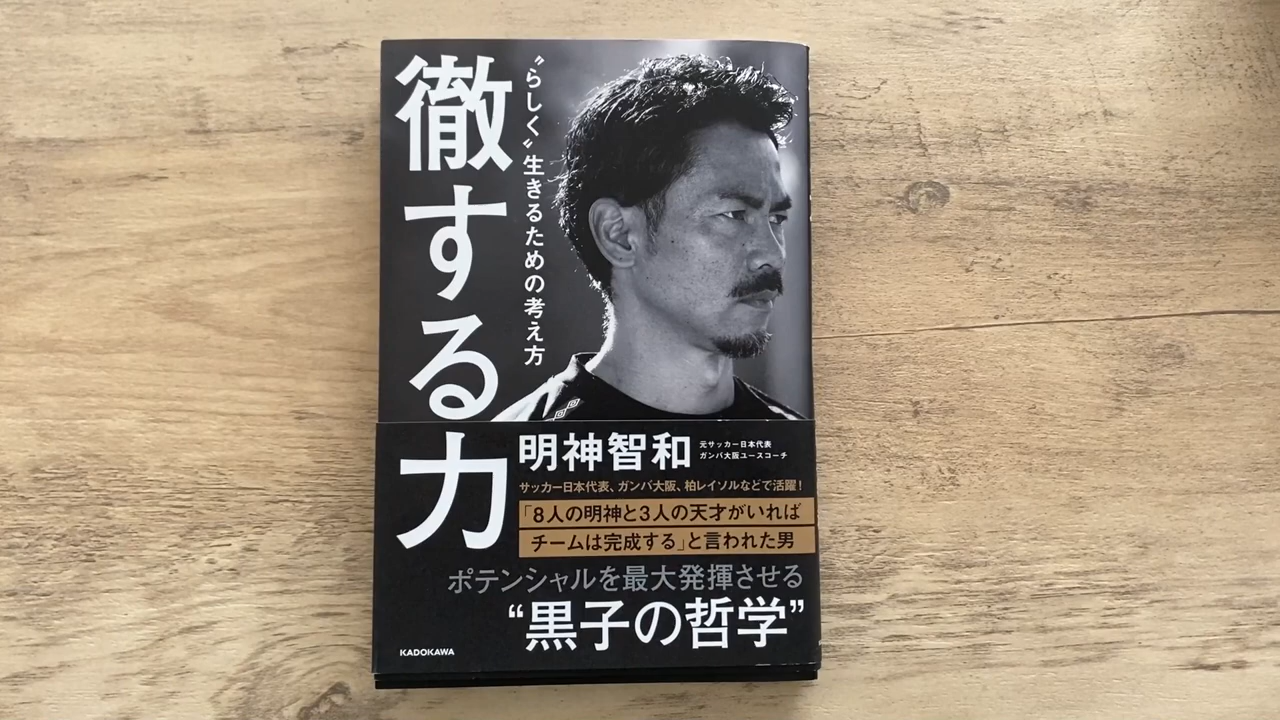 徹する力
〝らしく〟生きるための考え方
明神智和
元サッカー日本代表
ガンバ大阪ユースコーチ
サッカー日本代表、ガンバ大阪、柏レイソルなどで活躍!
「8人の明神と3人の天才がいれば
チームは完成する」と言われた男
ポテンシャルを最大発揮させる
“黒子の哲学”
KADOKAWA